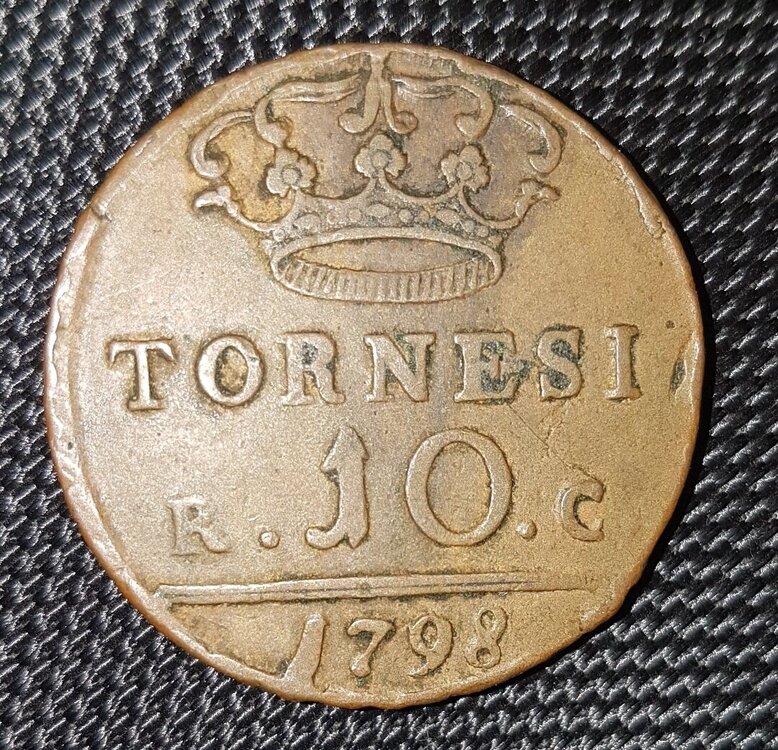 TORNESI
R . 10 . C
1798